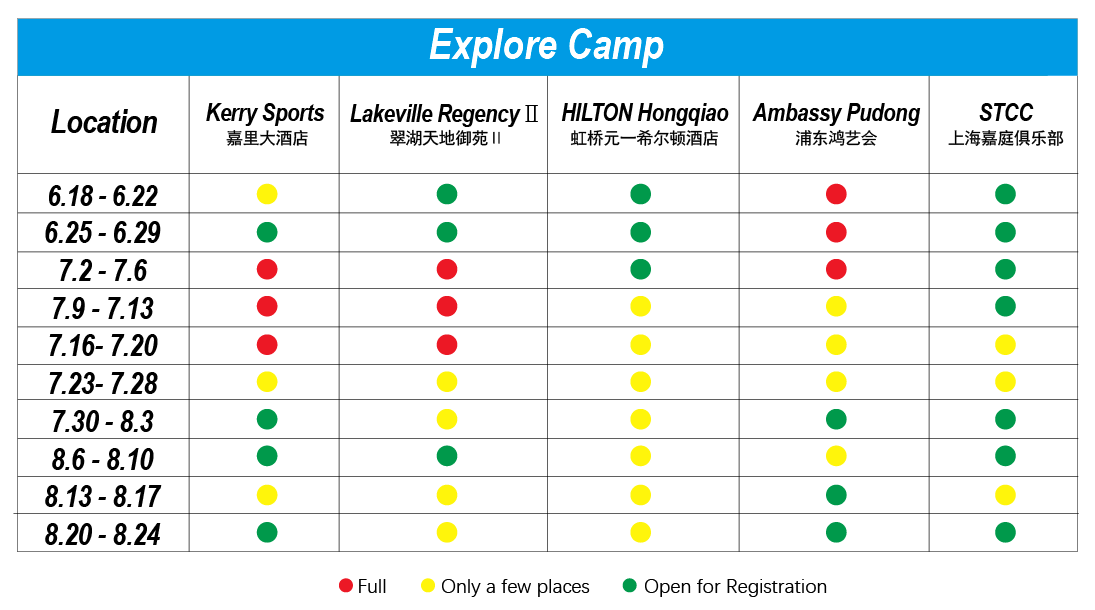 Explore Camp
Location
Kerry Sports
嘉里大酒店
Lakeville Regency Ⅱ
翠湖天地御苑Ⅱ
HILTON Hongqiao
虹桥元一希尔顿酒店
Ambassy Pudong
浦东鸿艺会
STCC
上海嘉庭俱乐部
6.18 - 6.22
6.25 - 6.29
7.2 - 7.6
7.9 - 7.13
7.16- 7.20
7.23- 7.28
7.30 - 8.3
8.6 - 8.10
8.13 - 8.17
8.20 - 8.24
Full Only a few places Open for Registration